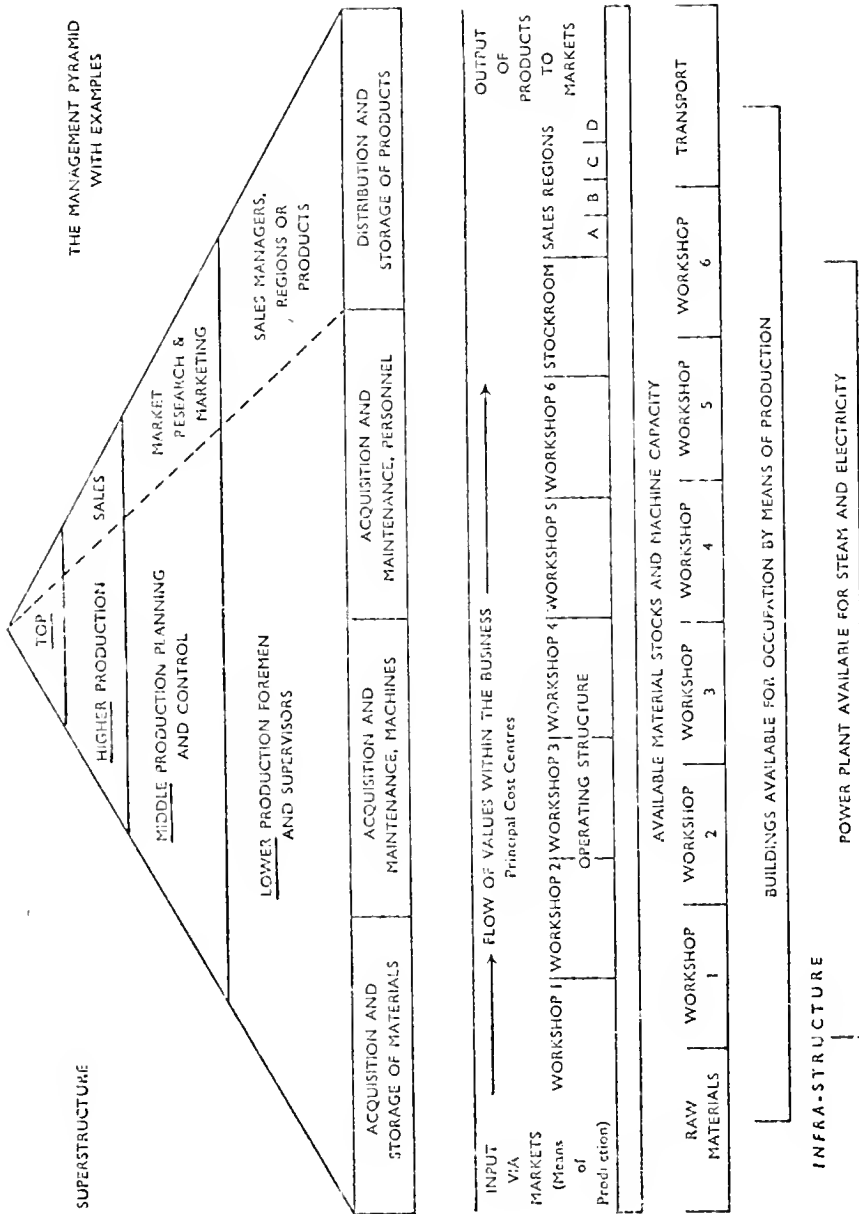 SUPERSTRUCTURE
THE MANAGEMENT PYRAMID
WITH EXAMPLES
TOP
HIGHER PRODUCTION
SALES
MIDDLE PRODUCTION PLANNING
AND CONTROL
MARKET
RESEARCH &
MARKETING
LOWER PRODUCTION FOREMEN
AND SUPERVISORS
SALES MANAGERS,
REGIONS OR
PRODUCTS
ACQUISITION AND
STORAGE OF MATERIALS
ACQUISITION AND
MAINTENANCE, MACHINES
ACQUISITION AND
MAINTENANCE, PERSONNEL
DISTRIBUTION AND
STORAGE OF PRODUCTS
INPUT
VIA
MARKETS
(Means
of
Production)
FLOW OF VALUES WITHIN THE BUSINESS
Principal Cost Centres
OUTPUT
OF
PRODUCTS
TO
MARKETS
WORKSHOP 1 WORKSHOP 2 WORKSHOP 3 WORKSHOP 4 WORKSHOP 5 WORKSHOP 6 STOCKROOM SALES REGIONS
A B C D
OPERATING STRUCTURE
AVAILABLE MATERIAL STOCKS AND MACHINE CAPACITY
RAW
MATERIALS
WORKSHOP
1
WORKSHOP
2
WORKSHOP
3
WORKSHOP
4
WORKSHOP
5
WORKSHOP
6
TRANSPORT
BUILDINGS AVAILABLE FOR OCCUPATION BY MEANS OF PRODUCTION
INFRA-STRUCTURE
POWER PLANT AVAILABLE FOR STEAM AND ELECTRICITY